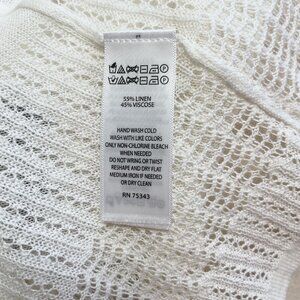 55% LINEN
45% VISCOSE
HAND WASH COLD
WASH WITH LIKE COLORS
ONLY NON-CHLORINE BLEACH
WHEN NEEDED
DO NOT WRING OR TWIST
RESHAPE AND DRY FLAT
MEDIUM IRON IF NEEDED
OR DRY CLEAN
RN 75343